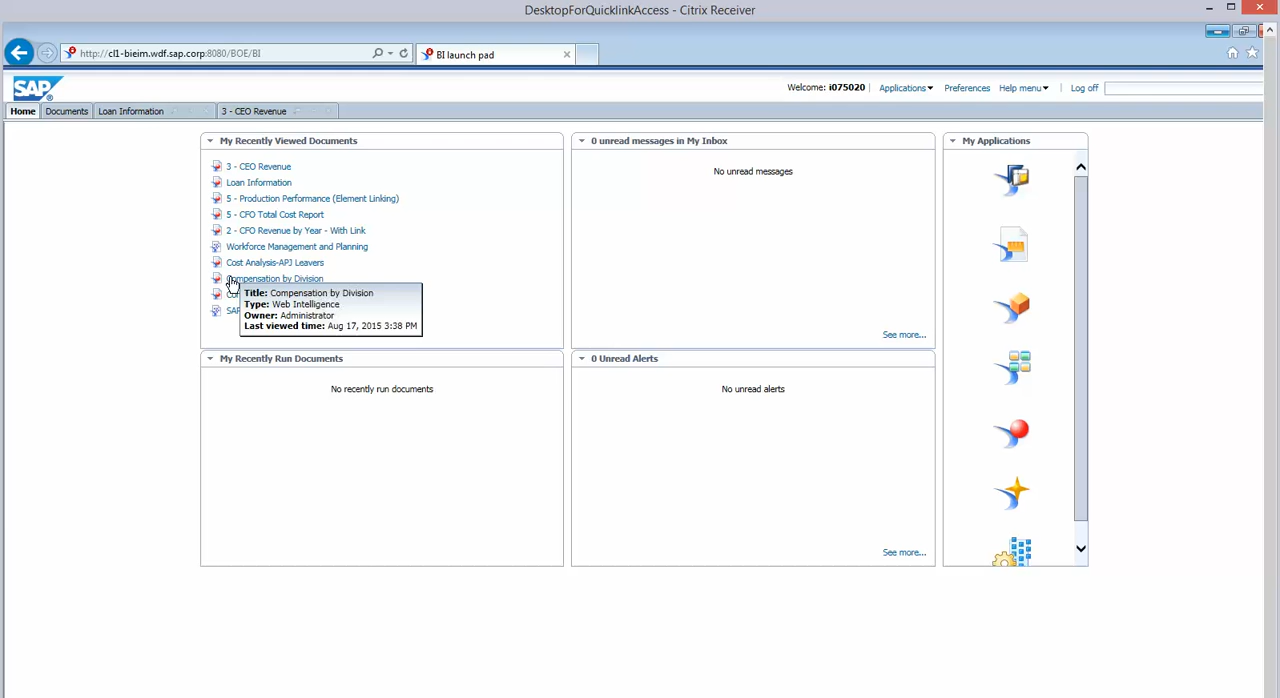 DesktopForQuicklinkAccess - Citrix Receiver
http://cl1-bieim.wdf.sap.corp:8080/BOE/BI
BI launch pad
SAP
Welcome: i075020
Applications
Preferences
Help menu
Log off
Home
Documents
Loan Information
3 - CEO Revenue
My Recently Viewed Documents
3 - CEO Revenue
Loan Information
5 - Production Performance (Element Linking)
5 - CFO Total Cost Report
2 - CFO Revenue by Year - With Link
Workforce Management and Planning
Cost Analysis-APJ Leavers
Compensation by Division
Title: Compensation by Division
Type: Web Intelligence
Owner: Administrator
Last viewed time: Aug 17, 2015 3:38 PM
0 unread messages in My Inbox
No unread messages
See more...
My Applications
My Recently Run Documents
No recently run documents
0 Unread Alerts
No unread alerts
See more...